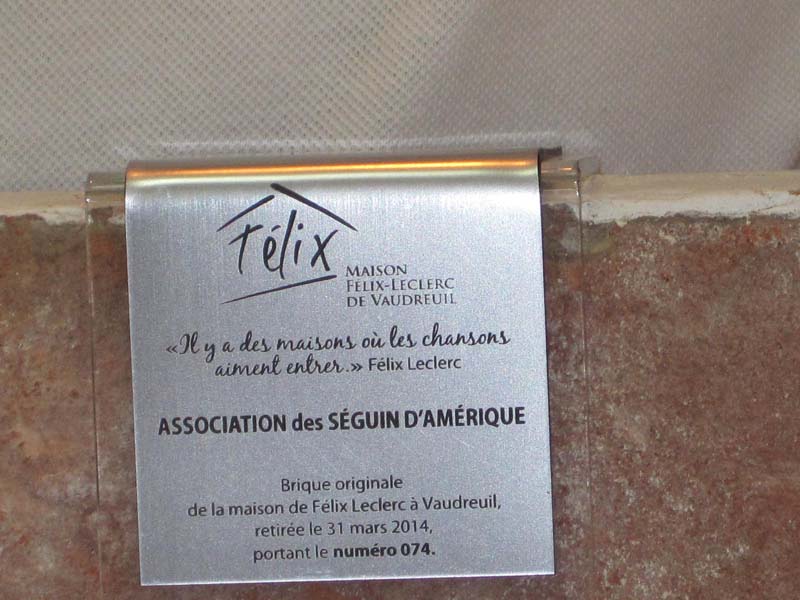 Félix
MAISON
FÉLIX-LECLERC
DE VAUDREUIL
«Il y a des maisons où les chansons
aiment entrer.» Félix Leclerc
ASSOCIATION des SÉGUIN D'AMÉRIQUE
Brique originale
de la maison de Félix Leclerc à Vaudreuil,
retirée le 31 mars 2014,
portant le numéro 074.